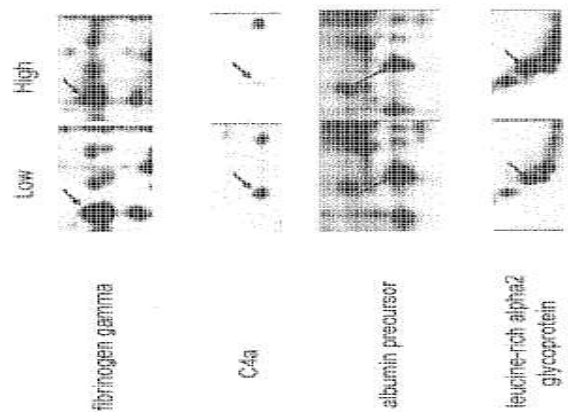 High
Low
fibrinogen gamma
C4a
albumin precursor
leucine-rich alpha2
glycoprotein